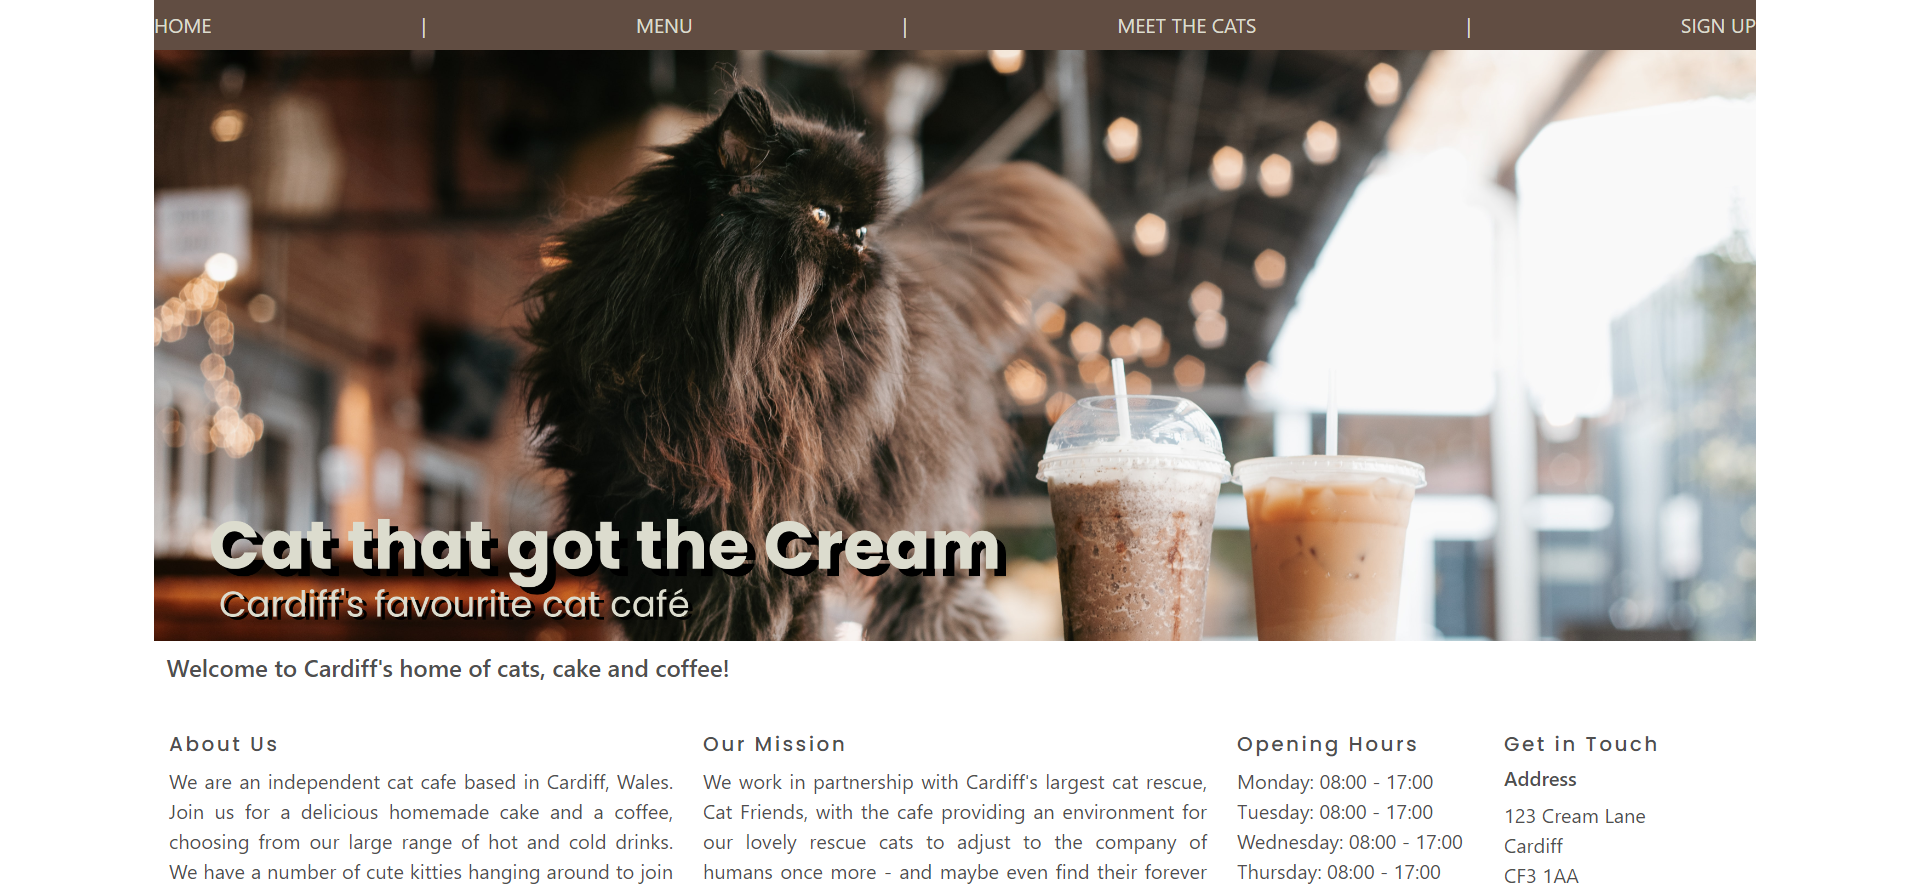 HOME | MENU | MEET THE CATS | SIGN UP
Cat that got the Cream
Cardiff's favourite cat café
Welcome to Cardiff's home of cats, cake and coffee!
About Us
We are an independent cat cafe based in Cardiff, Wales.
Join us for a delicious homemade cake and a coffee,
choosing from our large range of hot and cold drinks.
We have a number of cute kitties hanging around to join
Our Mission
We work in partnership with Cardiff's largest cat rescue,
Cat Friends, with the cafe providing an environment for
our lovely rescue cats to adjust to the company of
humans once more - and maybe even find their forever
Opening Hours
Monday: 08:00 - 17:00
Tuesday: 08:00 - 17:00
Wednesday: 08:00 - 17:00
Thursday: 08:00 - 17:00
Get in Touch
Address
123 Cream Lane
Cardiff
CF3 1AA